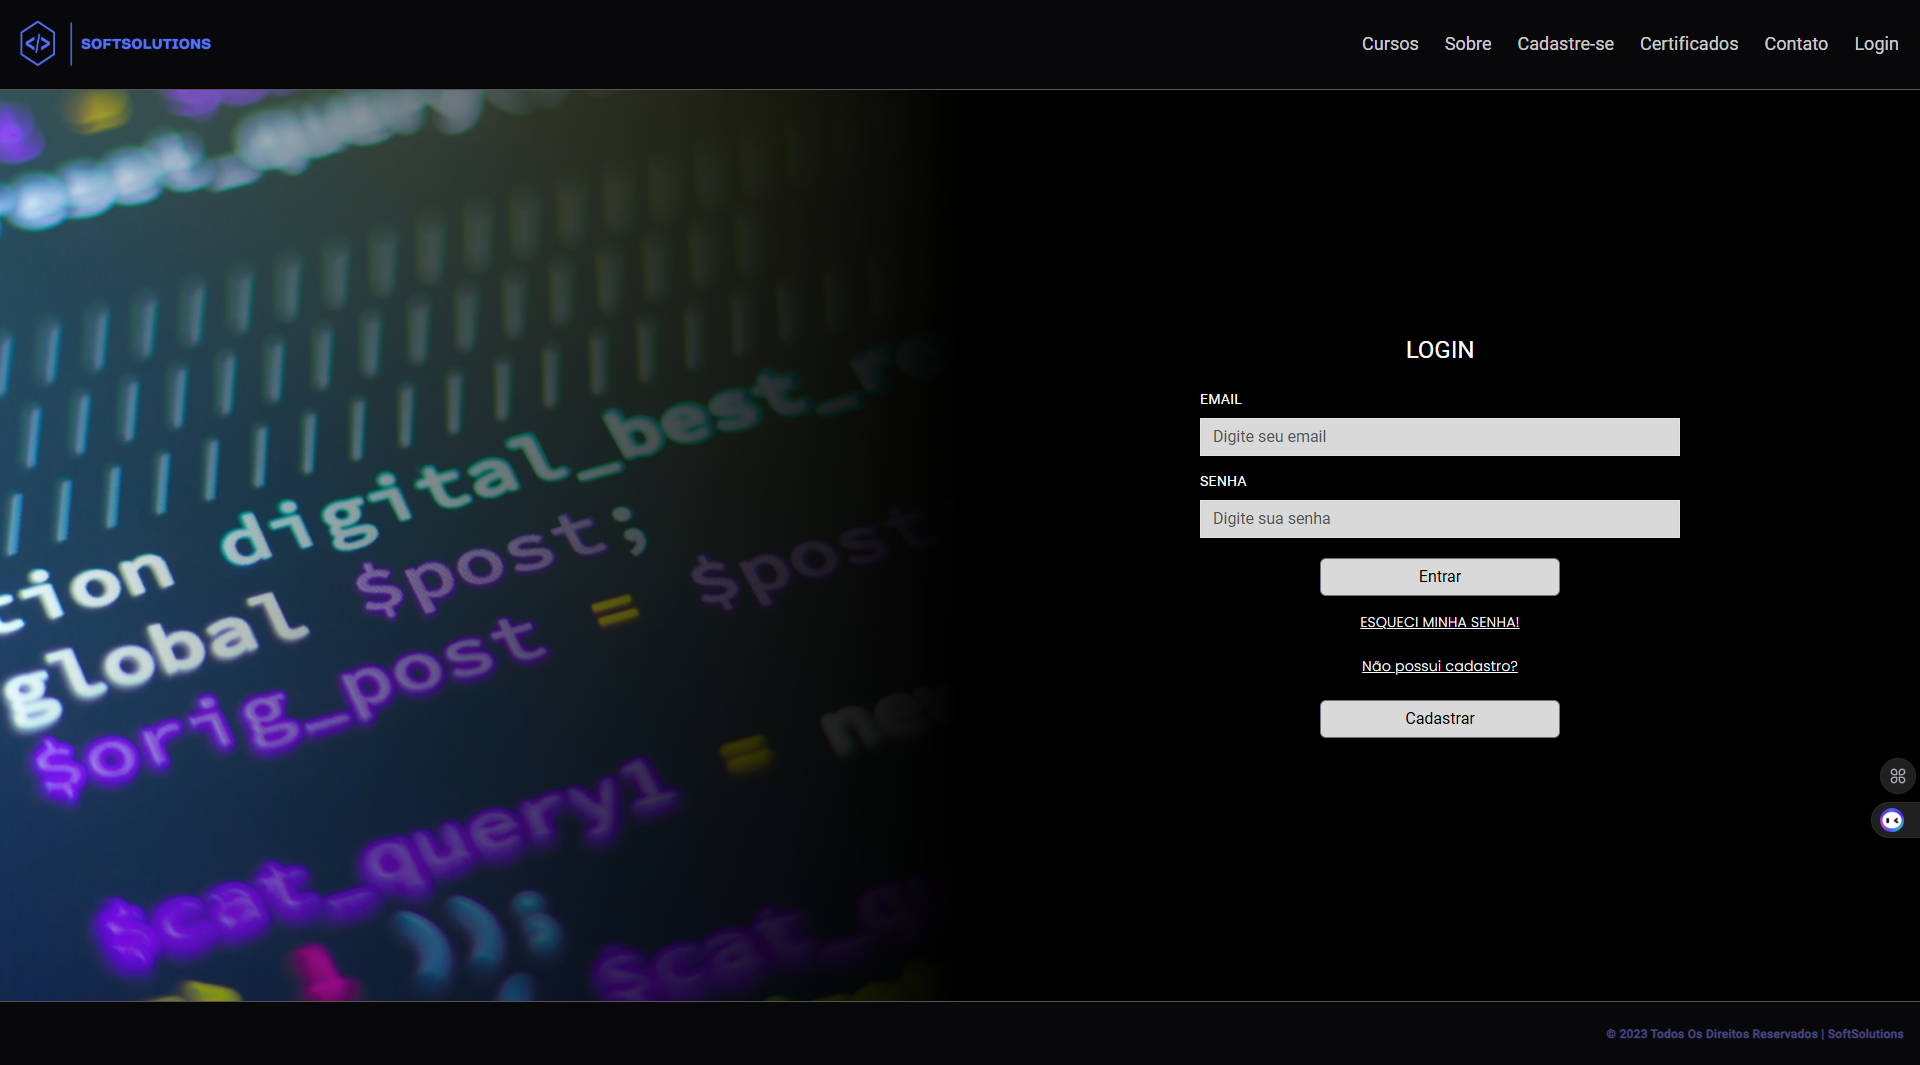 </>
SOFTSOLUTIONS
Cursos Sobre Cadastre-se Certificados Contato Login
tion digital_best_re
global $post;
$orig_post = $post
$cat_query1 = new
));
$cat_qu
LOGIN
EMAIL
Digite seu email
SENHA
Digite sua senha
Entrar
ESQUECI MINHA SENHA!
Não possui cadastro?
Cadastrar
© 2023 Todos Os Direitos Reservados | SoftSolutions